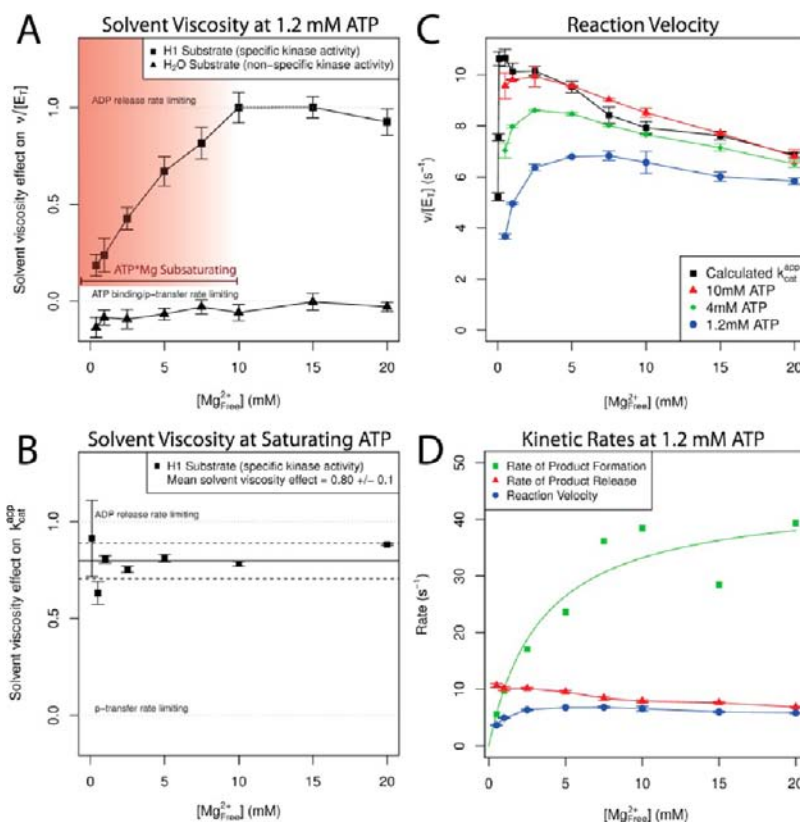 A
Solvent Viscosity at 1.2 mM ATP
Solvent viscosity effect on v/[E_T]
H1 Substrate (specific kinase activity)
H₂O Substrate (non-specific kinase activity)
ADP release rate limiting
ATP*Mg Subsaturating
ATP binding/p-transfer rate limiting
1.0
0.5
0.0
0 5 10 15 20
[Mg²⁺Free] (mM)
C
Reaction Velocity
v/[E_T] (s⁻¹)
10
8
6
4
2
0
Calculated k_cat^app
10mM ATP
4mM ATP
1.2mM ATP
0 5 10 15 20
[Mg²⁺Free] (mM)
B
Solvent Viscosity at Saturating ATP
Solvent viscosity effect on k_cat^app
H1 Substrate (specific kinase activity)
Mean solvent viscosity effect = 0.80 +/- 0.1
ADP release rate limiting
p-transfer rate limiting
1.0
0.5
0.0
0 5 10 15 20
[Mg²⁺Free] (mM)
D
Kinetic Rates at 1.2 mM ATP
Rate (s⁻¹)
50
40
30
20
10
0
Rate of Product Formation
Rate of Product Release
Reaction Velocity
0 5 10 15 20
[Mg²⁺Free] (mM)